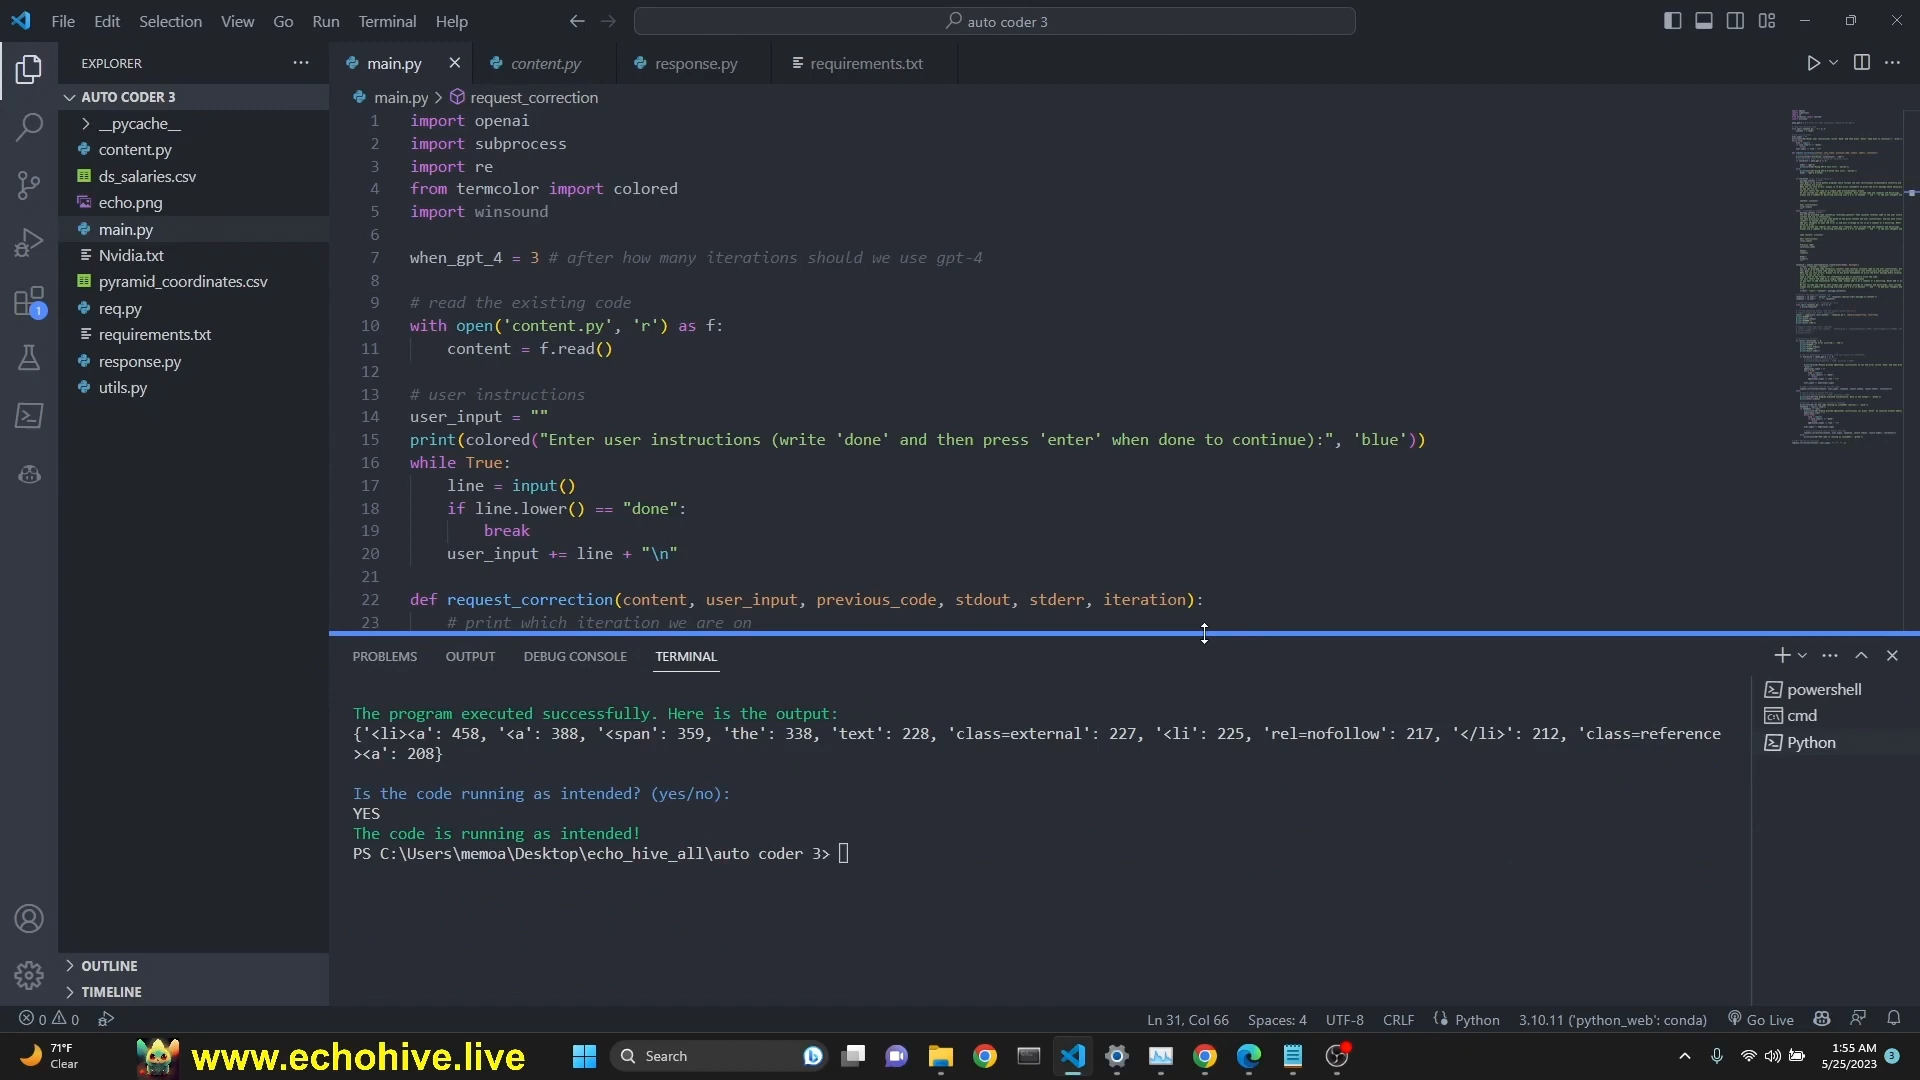 File Edit Selection View Go Run Terminal Help
auto coder 3
EXPLORER
AUTO CODER 3
__pycache__
content.py
ds_salaries.csv
echo.png
main.py
Nvidia.txt
pyramid_coordinates.csv
req.py
requirements.txt
response.py
utils.py
OUTLINE
TIMELINE
1
main.py content.py response.py requirements.txt
main.py > request_correction
1 import openai
2 import subprocess
3 import re
4 from termcolor import colored
5 import winsound
6
7 when_gpt_4 = 3 # after how many iterations should we use gpt-4
8
9 # read the existing code
10 with open('content.py', 'r') as f:
11 content = f.read()
12
13 # user instructions
14 user_input = ""
15 print(colored("Enter user instructions (write 'done' and then press 'enter' when done to continue):", 'blue'))
16 while True:
17 line = input()
18 if line.lower() == "done":
19 break
20 user_input += line + "\n"
21
22 def request_correction(content, user_input, previous_code, stdout, stderr, iteration):
23 # print which iteration we are on
PROBLEMS OUTPUT DEBUG CONSOLE TERMINAL
The program executed successfully. Here is the output:
{'<li><a': 458, '<a': 388, '<span': 359, 'the': 338, 'text': 228, 'class=external': 227, '<li': 225, 'rel=nofollow': 217, '</li>': 212, 'class=reference
><a': 208}
Is the code running as intended? (yes/no):
YES
The code is running as intended!
PS C:\Users\memoa\Desktop\echo_hive_all\auto coder 3>
powershell
cmd
Python
0 0
Ln 31, Col 66 Spaces: 4 UTF-8 CRLF Python 3.10.11 ('python_web': conda) Go Live
71°F
Clear
www.echohive.live
Search
1:55 AM
5/25/2023
3